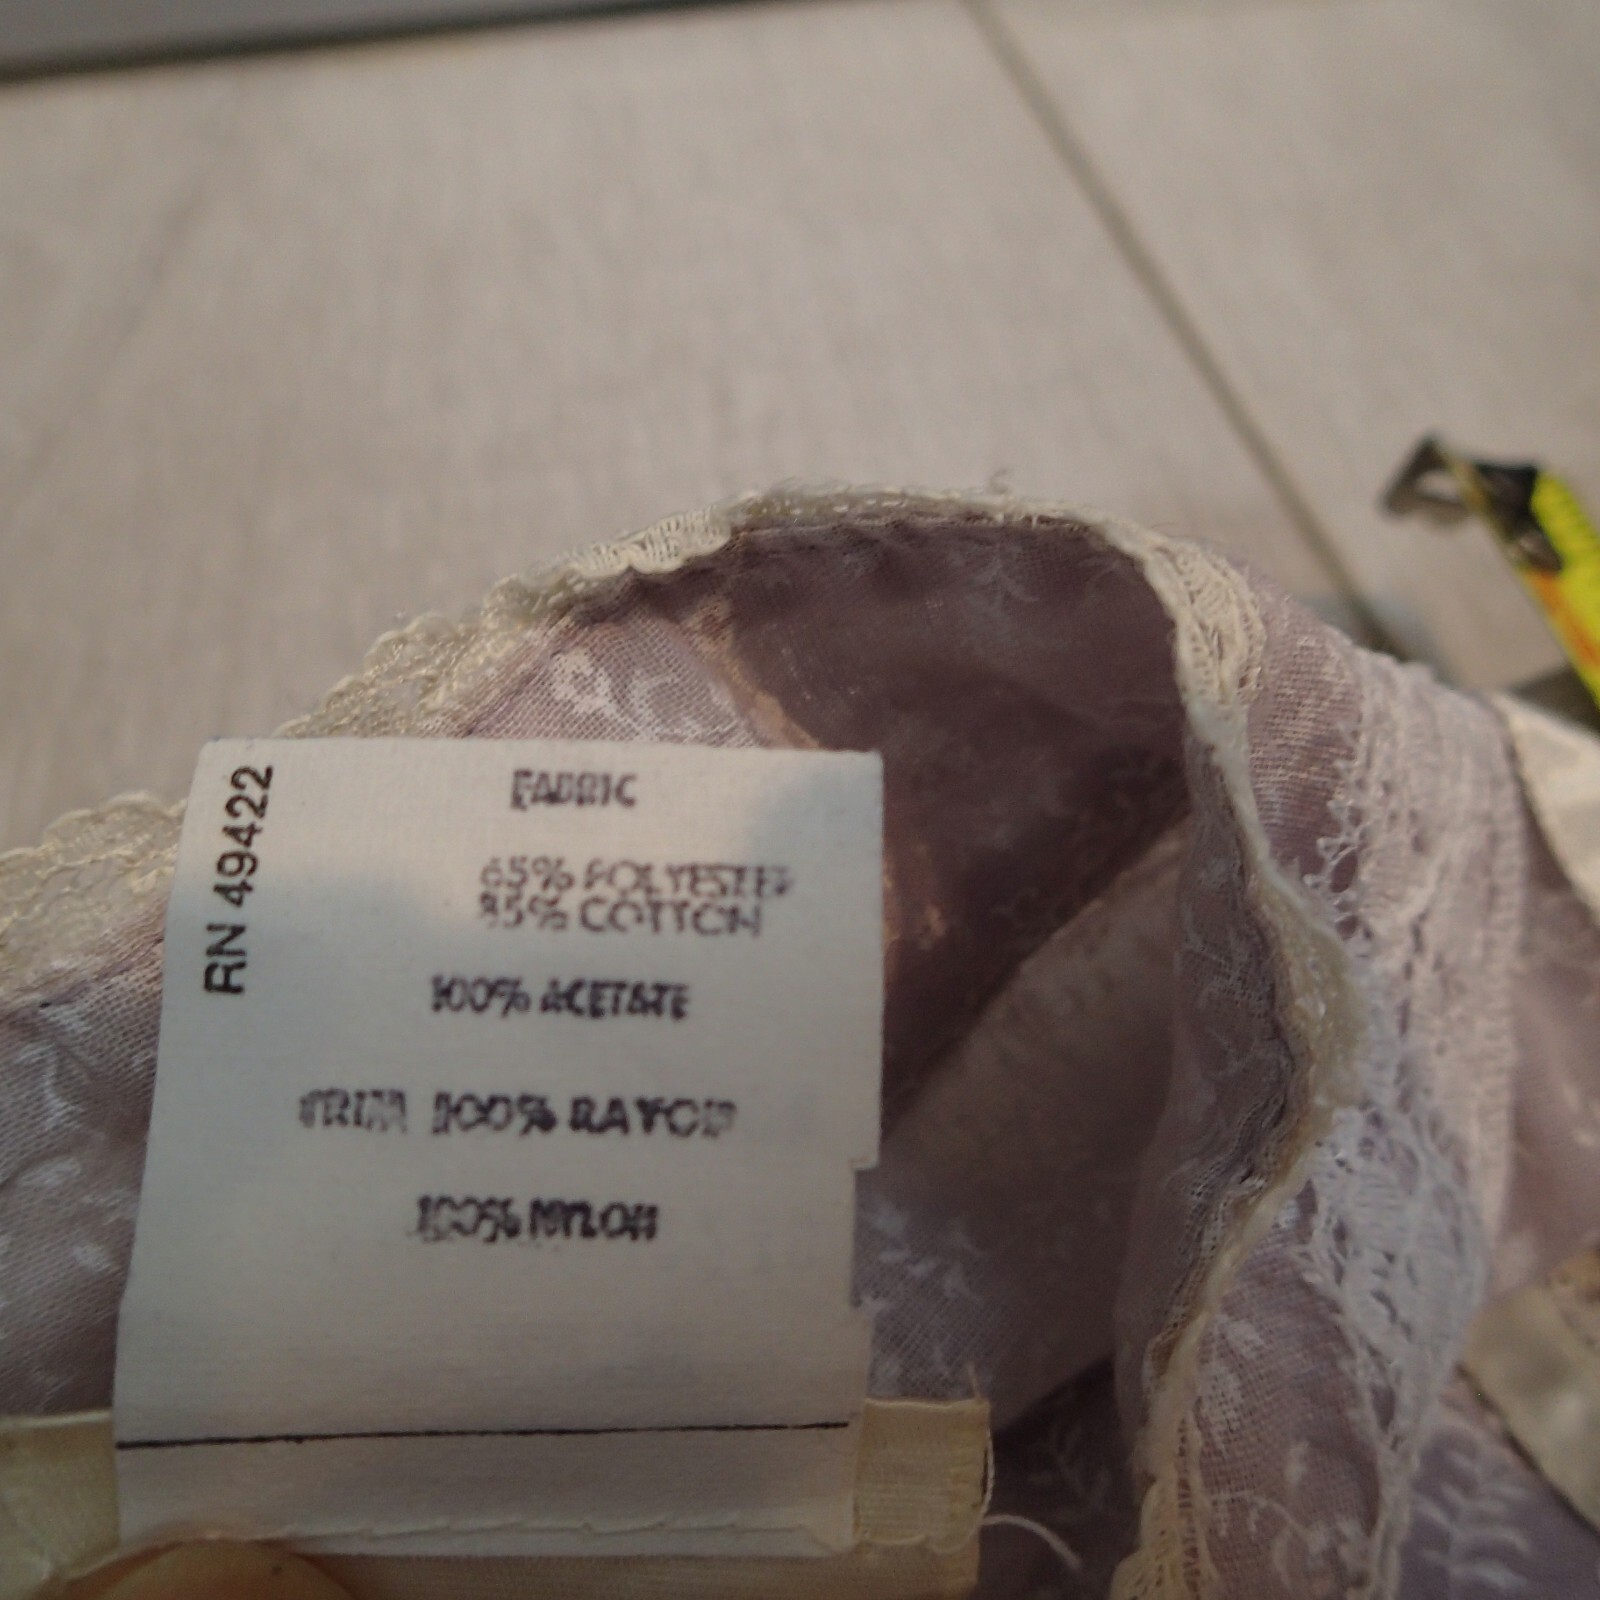 RN 49422
FABRIC
65% POLYESTER
35% COTTON
100% ACETATE
TRIM 100% RAYON
100% NYLON